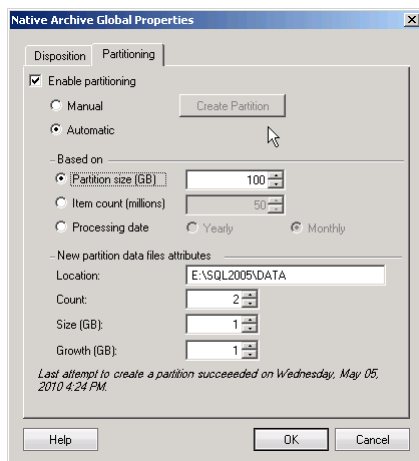 Native Archive Global Properties
Disposition Partitioning
Enable partitioning
Manual Create Partition
Automatic
Based on
Partition size (GB) 100
Item count (millions) 50
Processing date Yearly Monthly
New partition data files attributes
Location: E:\SQL2005\DATA
Count: 2
Size (GB): 1
Growth (GB): 1
Last attempt to create a partition succeeeded on Wednesday, May 05,
2010 4:24 PM.
Help OK Cancel